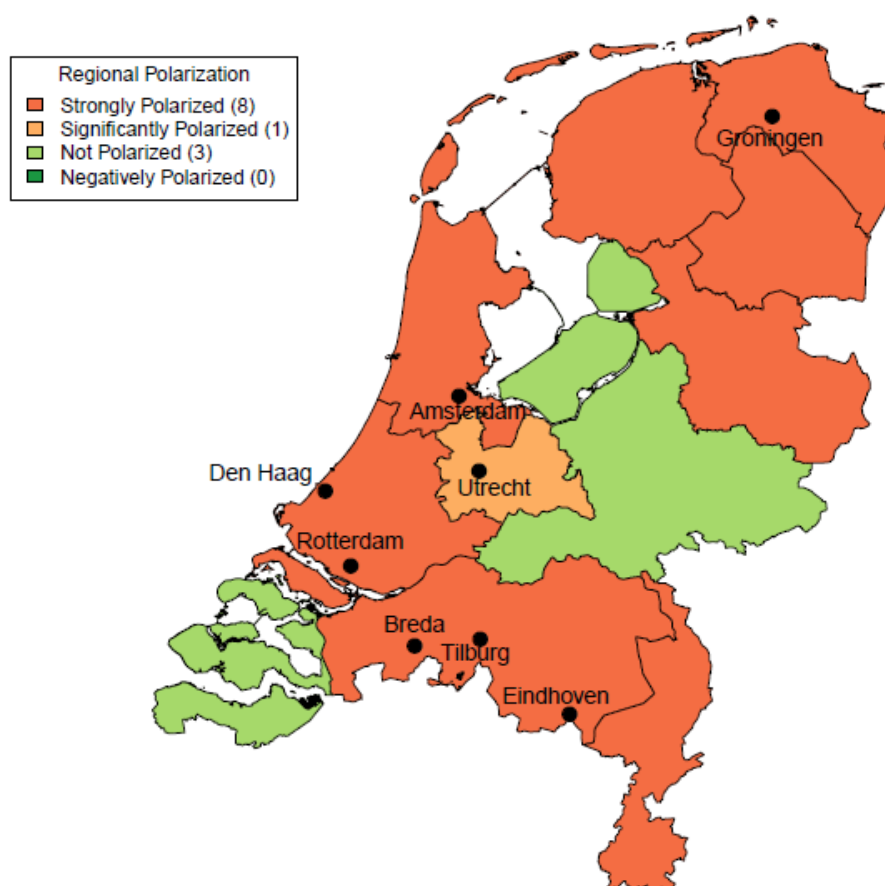 Regional Polarization
Strongly Polarized (8)
Significantly Polarized (1)
Not Polarized (3)
Negatively Polarized (0)
Groningen
Amsterdam
Den Haag
Utrecht
Rotterdam
Breda
Tilburg
Eindhoven